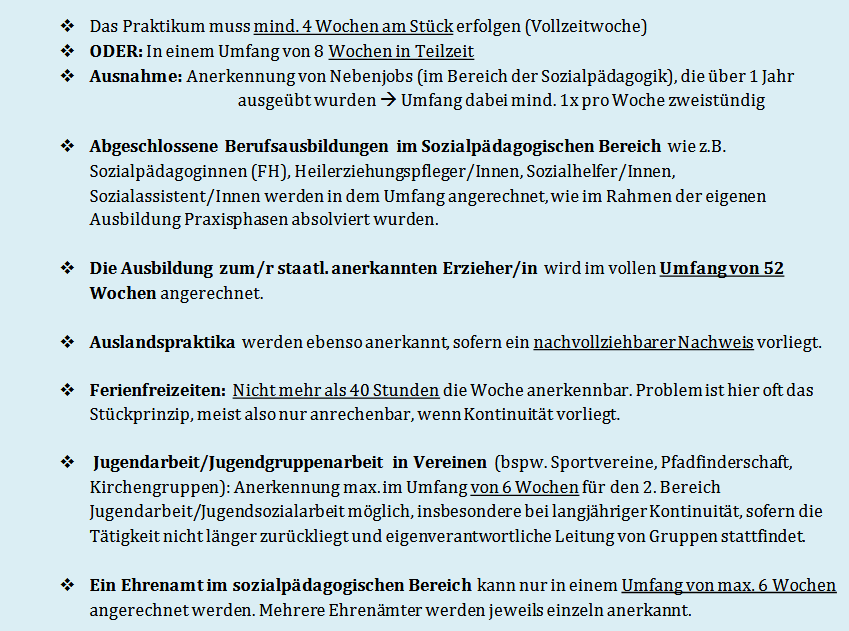 ❖ Das Praktikum muss mind. 4 Wochen am Stück erfolgen (Vollzeitwoche)
❖ ODER: In einem Umfang von 8 Wochen in Teilzeit
❖ Ausnahme: Anerkennung von Nebenjobs (im Bereich der Sozialpädagogik), die über 1 Jahr
ausgeübt wurden → Umfang dabei mind. 1x pro Woche zweistündig
❖ Abgeschlossene Berufsausbildungen im Sozialpädagogischen Bereich wie z.B.
Sozialpädagoginnen (FH), Heilerziehungspfleger/Innen, Sozialhelfer/Innen,
Sozialassistent/Innen werden in dem Umfang angerechnet, wie im Rahmen der eigenen
Ausbildung Praxisphasen absolviert wurden.
❖ Die Ausbildung zum/r staatl. anerkannten Erzieher/in wird im vollen Umfang von 52
Wochen angerechnet.
❖ Auslandspraktika werden ebenso anerkannt, sofern ein nachvollziehbarer Nachweis vorliegt.
❖ Ferienfreizeiten: Nicht mehr als 40 Stunden die Woche anerkennbar. Problem ist hier oft das
Stückprinzip, meist also nur anrechenbar, wenn Kontinuität vorliegt.
❖ Jugendarbeit/Jugendgruppenarbeit in Vereinen (bspw. Sportvereine, Pfadfinderschaft,
Kirchengruppen): Anerkennung max. im Umfang von 6 Wochen für den 2. Bereich
Jugendarbeit/Jugendsozialarbeit möglich, insbesondere bei langjähriger Kontinuität, sofern die
Tätigkeit nicht länger zurückliegt und eigenverantwortliche Leitung von Gruppen stattfindet.
❖ Ein Ehrenamt im sozialpädagogischen Bereich kann nur in einem Umfang von max. 6 Wochen
angerechnet werden. Mehrere Ehrenämter werden jeweils einzeln anerkannt.